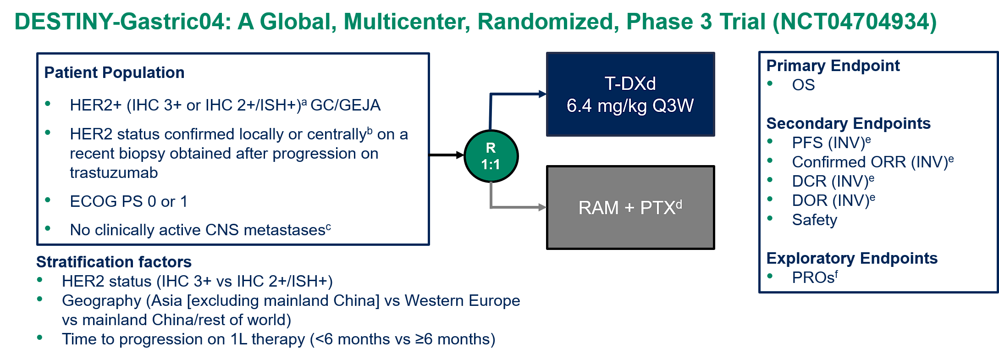 DESTINY-Gastric04: A Global, Multicenter, Randomized, Phase 3 Trial (NCT04704934)
Patient Population
• HER2+ (IHC 3+ or IHC 2+/ISH+)ᵃ GC/GEJA
• HER2 status confirmed locally or centrallyᵇ on a
recent biopsy obtained after progression on
trastuzumab
• ECOG PS 0 or 1
• No clinically active CNS metastasesᶜ
Stratification factors
• HER2 status (IHC 3+ vs IHC 2+/ISH+)
• Geography (Asia [excluding mainland China] vs Western Europe
vs mainland China/rest of world)
• Time to progression on 1L therapy (<6 months vs ≥6 months)
R
1:1
T-DXd
6.4 mg/kg Q3W
RAM + PTXᵈ
Primary Endpoint
• OS
Secondary Endpoints
• PFS (INV)ᵉ
• Confirmed ORR (INV)ᵉ
• DCR (INV)ᵉ
• DOR (INV)ᵉ
• Safety
Exploratory Endpoints
• PROsᶠ